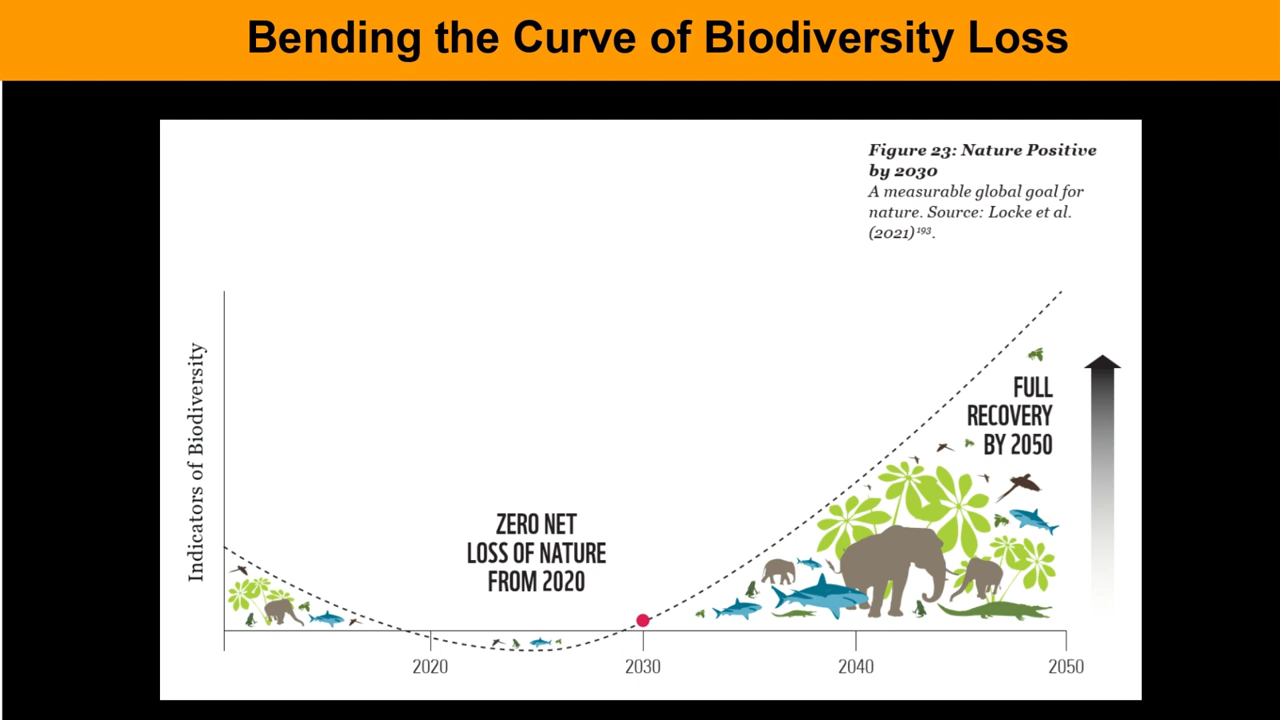 Bending the Curve of Biodiversity Loss
Figure 23: Nature Positive
by 2030
A measurable global goal for
nature. Source: Locke et al.
(2021)¹⁹³.
Indicators of Biodiversity
ZERO NET
LOSS OF NATURE
FROM 2020
FULL
RECOVERY
BY 2050
2020
2030
2040
2050